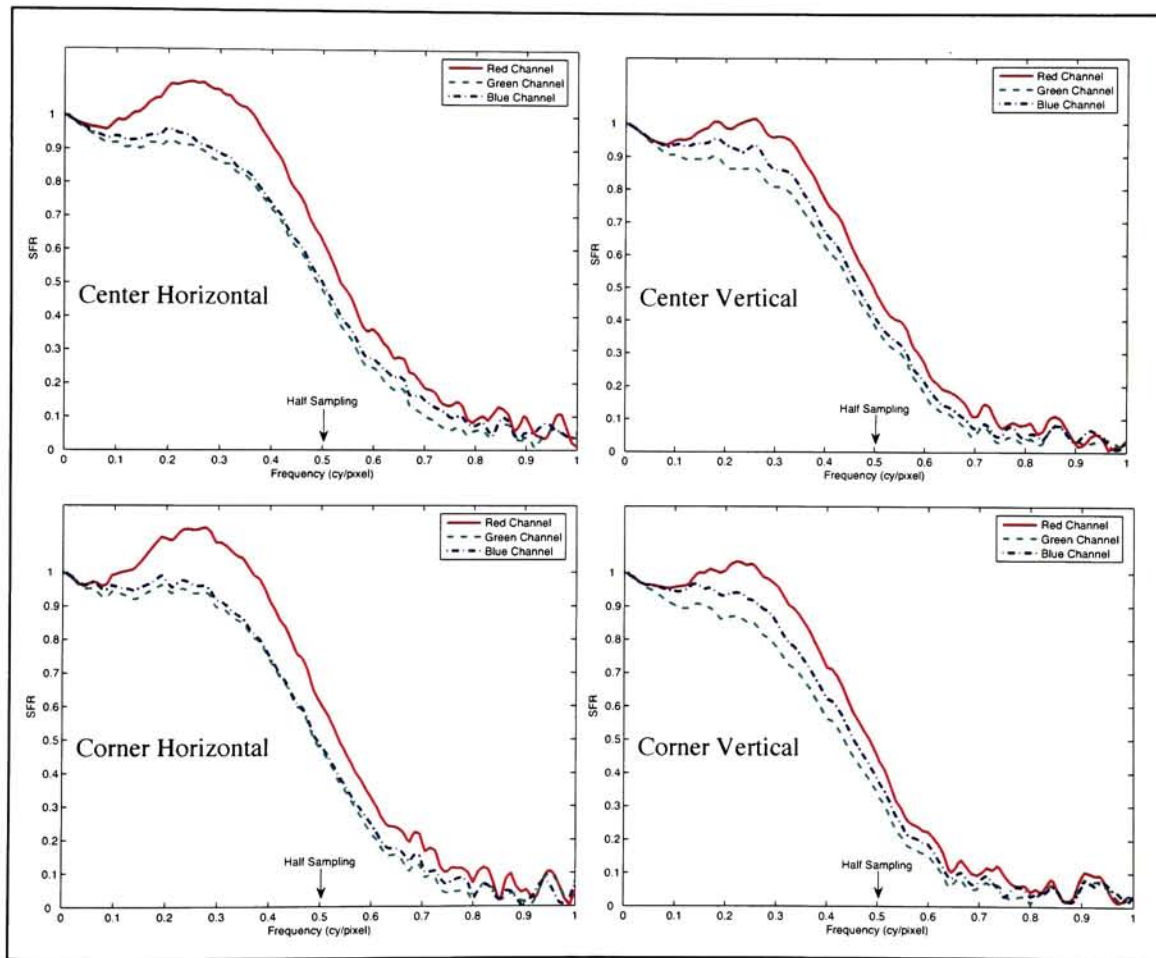 Red Channel
Green Channel
Blue Channel
1
0.9
0.8
0.7
0.6
0.5
0.4
0.3
0.2
0.1
0
SFR
Center Horizontal
Half Sampling
0 0.1 0.2 0.3 0.4 0.5 0.6 0.7 0.8 0.9 1
Frequency (cy/pixel)
Red Channel
Green Channel
Blue Channel
1
0.9
0.8
0.7
0.6
0.5
0.4
0.3
0.2
0.1
0
SFR
Center Vertical
Half Sampling
0 0.1 0.2 0.3 0.4 0.5 0.6 0.7 0.8 0.9 1
Frequency (cy/pixel)
Red Channel
Green Channel
Blue Channel
1
0.9
0.8
0.7
0.6
0.5
0.4
0.3
0.2
0.1
0
SFR
Corner Horizontal
Half Sampling
0 0.1 0.2 0.3 0.4 0.5 0.6 0.7 0.8 0.9 1
Frequency (cy/pixel)
Red Channel
Green Channel
Blue Channel
1
0.9
0.8
0.7
0.6
0.5
0.4
0.3
0.2
0.1
0
SFR
Corner Vertical
Half Sampling
0 0.1 0.2 0.3 0.4 0.5 0.6 0.7 0.8 0.9 1
Frequency (cy/pixel)